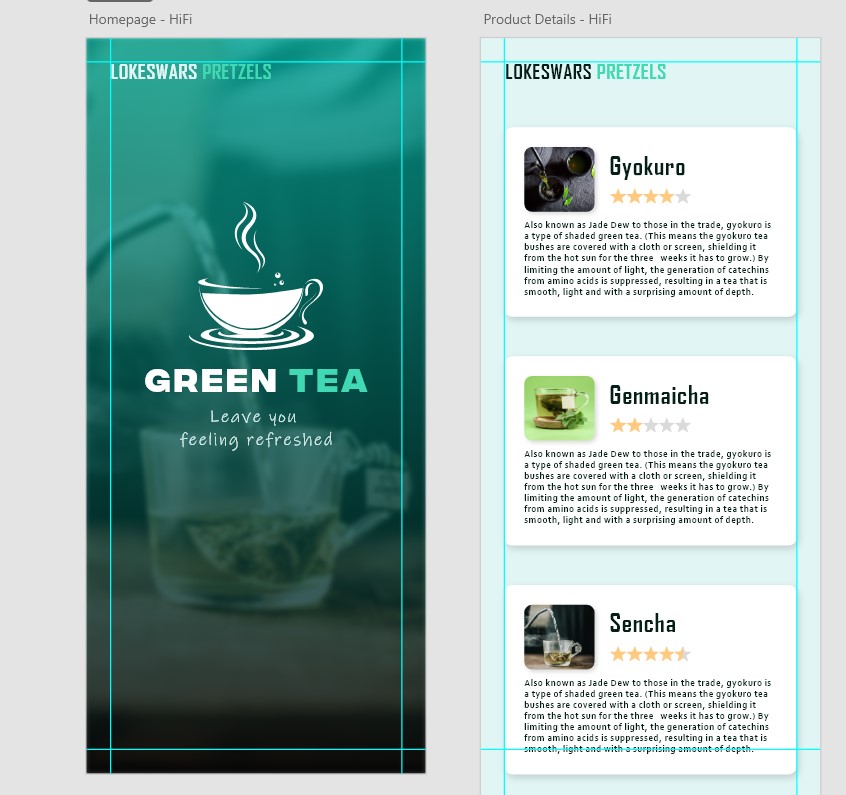 Homepage - HiFi
LOKESWARS PRETZELS
GREEN TEA
Leave you
feeling refreshed
Product Details - HiFi
LOKESWARS PRETZELS
Gyokuro
Also known as Jade Dew to those in the trade, gyokuro is
a type of shaded green tea. (This means the gyokuro tea
bushes are covered with a cloth or screen, shielding it
from the hot sun for the three   weeks it has to grow.) By
limiting the amount of light, the generation of catechins
from amino acids is suppressed, resulting in a tea that is
smooth, light and with a surprising amount of depth.
Genmaicha
Also known as Jade Dew to those in the trade, gyokuro is
a type of shaded green tea. (This means the gyokuro tea
bushes are covered with a cloth or screen, shielding it
from the hot sun for the three   weeks it has to grow.) By
limiting the amount of light, the generation of catechins
from amino acids is suppressed, resulting in a tea that is
smooth, light and with a surprising amount of depth.
Sencha
Also known as Jade Dew to those in the trade, gyokuro is
a type of shaded green tea. (This means the gyokuro tea
bushes are covered with a cloth or screen, shielding it
from the hot sun for the three   weeks it has to grow.) By
limiting the amount of light, the generation of catechins
from amino acids is suppressed, resulting in a tea that is
smooth, light and with a surprising amount of depth.